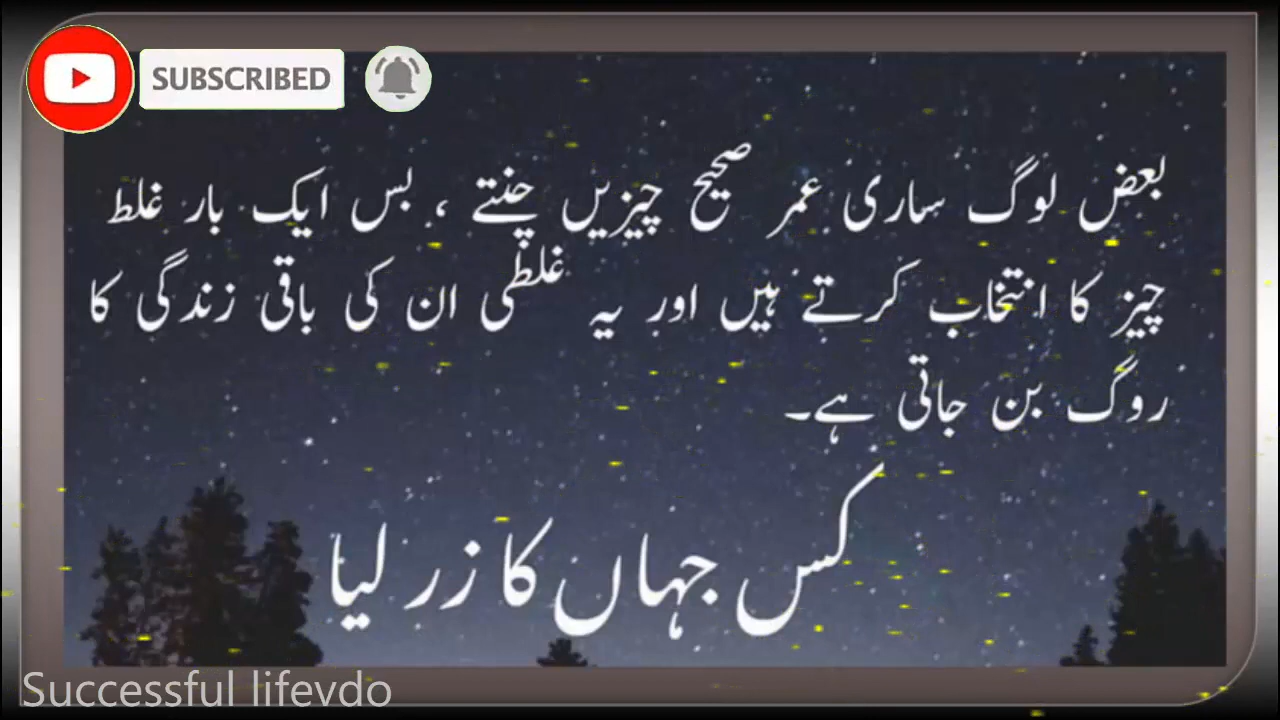 SUBSCRIBED
بعض لوگ ساری عمر صحیح چیزیں چنتے ، بس ایک بار غلط
چیز کا انتخاب کرتے ہیں اور یہ غلطی ان کی باقی زندگی کا
روگ بن جاتی ہے۔
کس جہاں کا زر لیا
Successful lifevdo